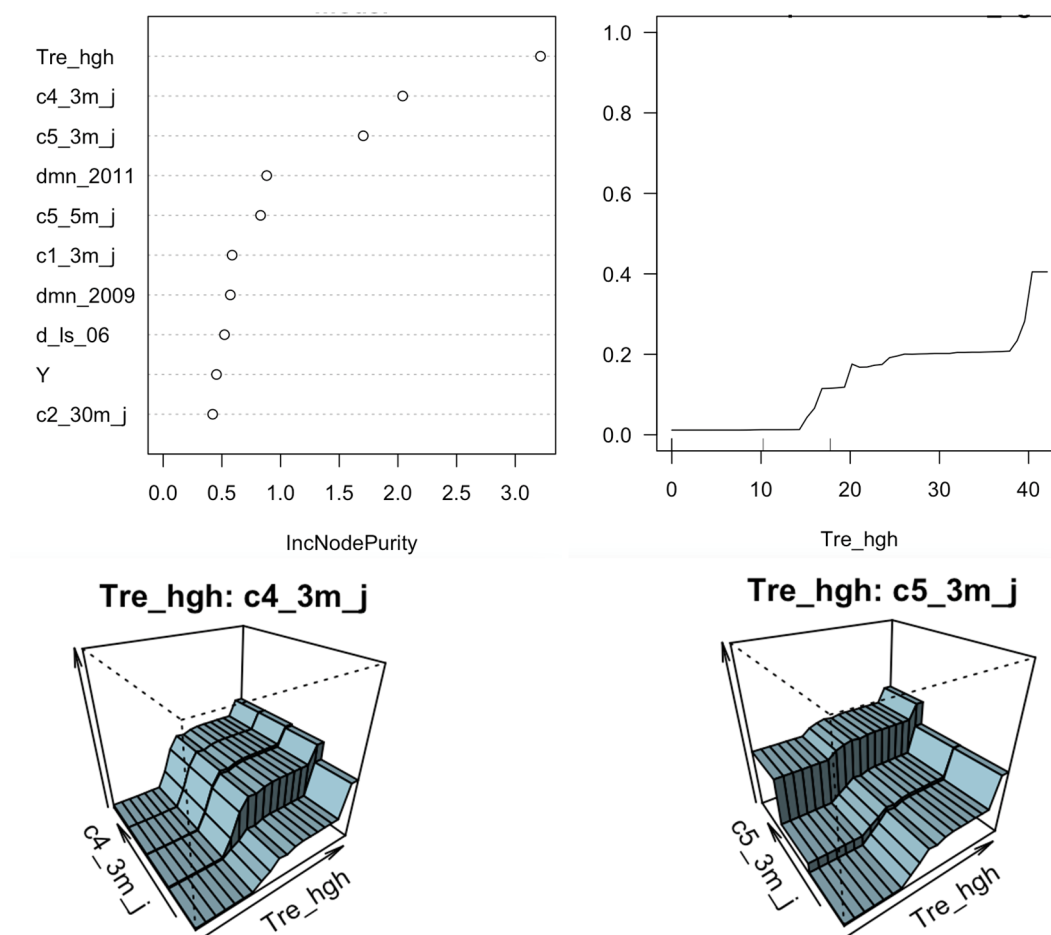 Tre_hgh
c4_3m_j
c5_3m_j
dmn_2011
c5_5m_j
c1_3m_j
dmn_2009
d_ls_06
Y
c2_30m_j
0.0 0.5 1.0 1.5 2.0 2.5 3.0
IncNodePurity
1.0
0.8
0.6
0.4
0.2
0.0
0 10 20 30 40
Tre_hgh
Tre_hgh: c4_3m_j
c4_3m_j
Tre_hgh
Tre_hgh: c5_3m_j
c5_3m_j
Tre_hgh